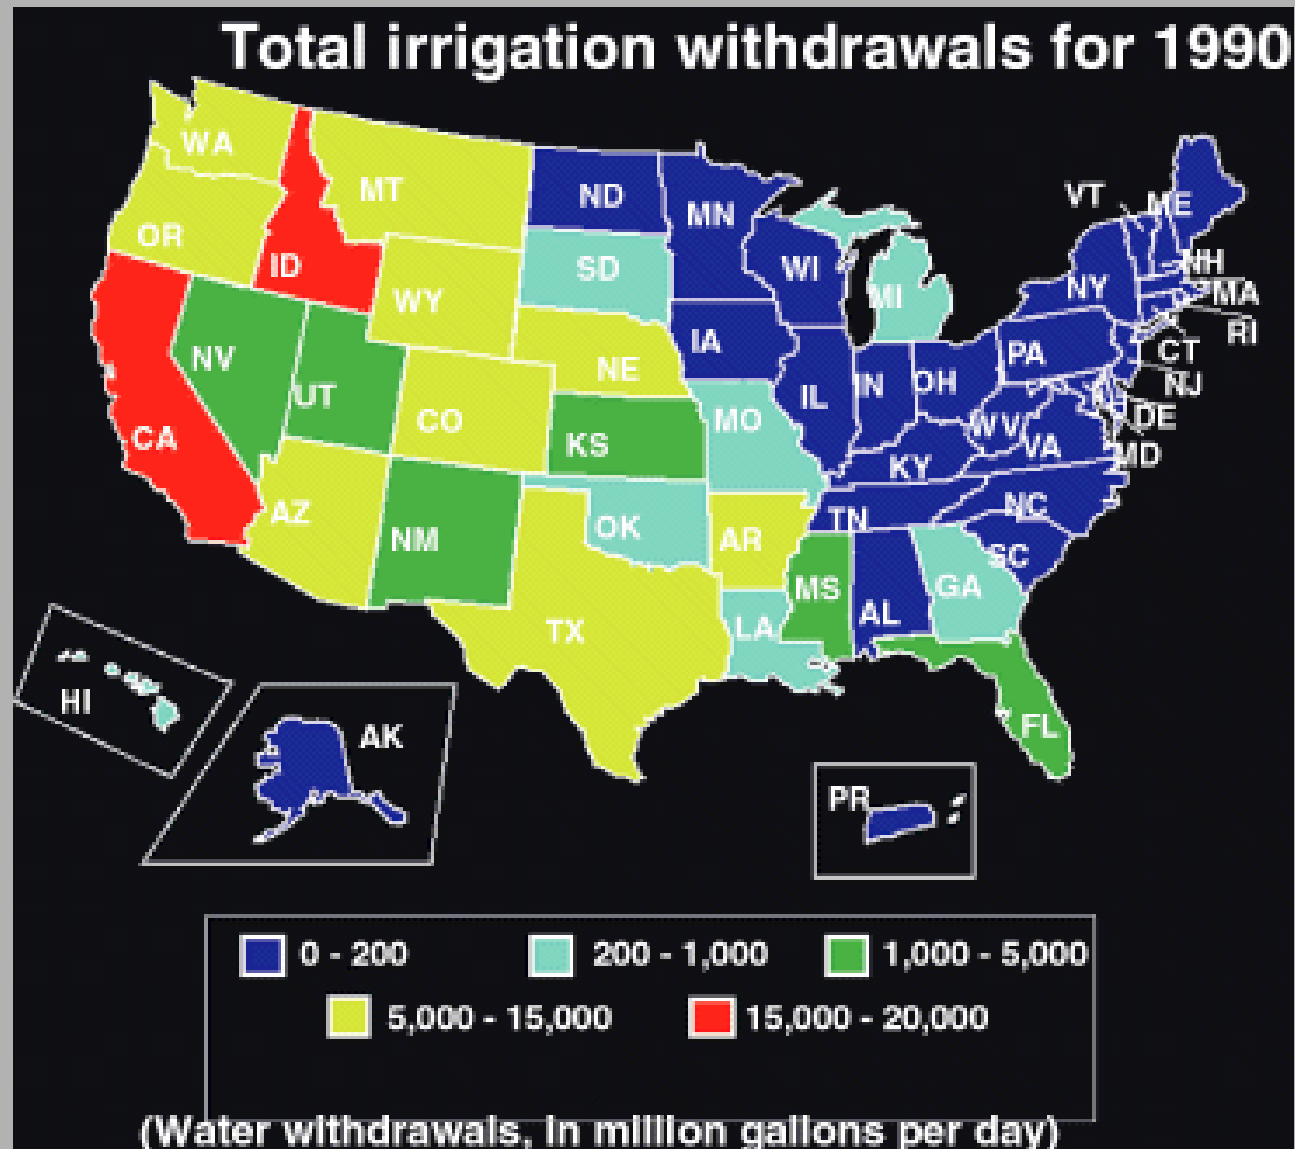 Total irrigation withdrawals for 1990
WA
MT
ND
MN
VT
ME
OR
ID
SD
WI
NH
WY
MI
NY
MA
RI
IA
PA
CT
NV
NE
NJ
UT
CO
IL
IN
OH
DE
MO
WV
VA
MD
CA
KS
KY
AZ
NM
OK
AR
TN
NC
SC
MS
GA
AL
TX
LA
HI
AK
FL
PR
0 - 200
200 - 1,000
1,000 - 5,000
5,000 - 15,000
15,000 - 20,000
(Water withdrawals, in million gallons per day)